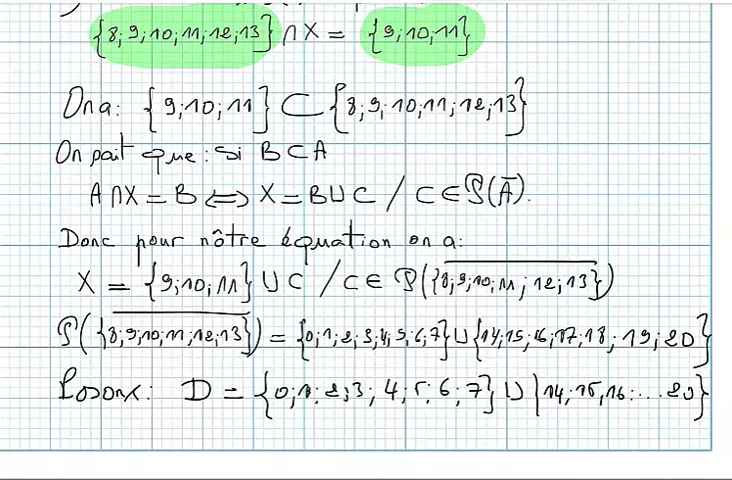 {8;9;10;11;12;13} ∩ X = {9;10;11}
On a: {9;10;11} ⊂ {8;9;10;11;12;13}
On sait que: si B⊂A
A∩X = B ⇔ X = B∪C / C∈P(Ā).
Donc pour nôtre équation on a:
X = {9;10;11} ∪ C / C ∈ P({8;9;10;11;12;13}‾)
P({8;9;10;11;12;13}‾) = {0;1;2;3;4;5;6;7} ∪ {14;15;16;17;18;19;20}
Posons: D = {0;1;2;3;4;5;6;7} ∪ {14;15;16;...20}